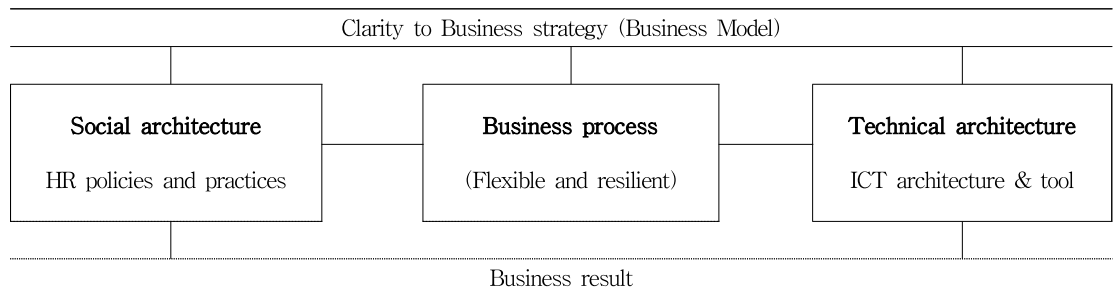 Clarity to Business strategy (Business Model)
Social architecture
HR policies and practices
Business process
(Flexible and resilient)
Technical architecture
ICT architecture & tool
Business result